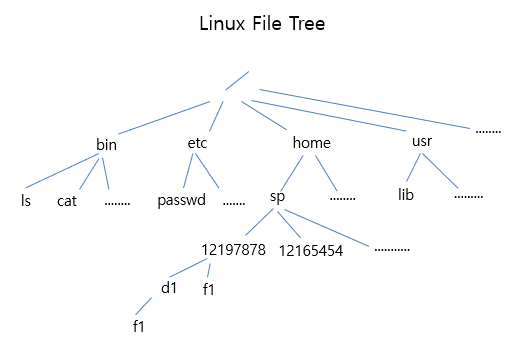 Linux File Tree
/
bin etc home usr ........
ls cat ........ passwd ....... sp ........ lib .........
12197878 12165454 ...........
d1 f1
f1